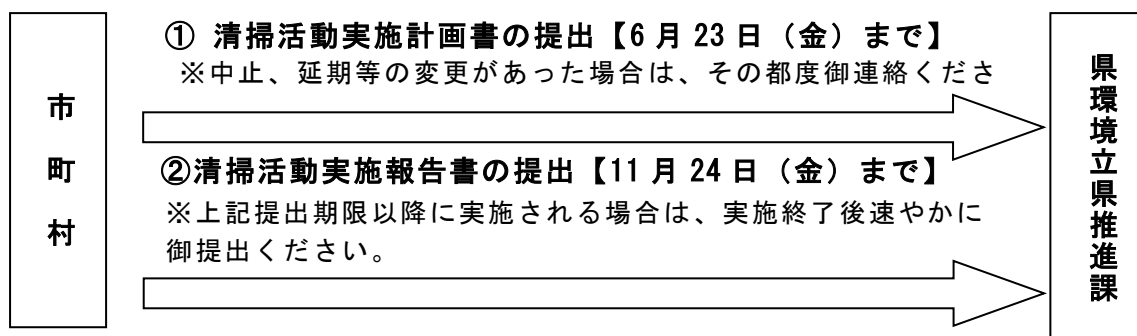 市町村
① 清掃活動実施計画書の提出【6月23日（金）まで】
※中止、延期等の変更があった場合は、その都度御連絡くださ
②清掃活動実施報告書の提出【11月24日（金）まで】
※上記提出期限以降に実施される場合は、実施終了後速やかに
御提出ください。
県環境立県推進課